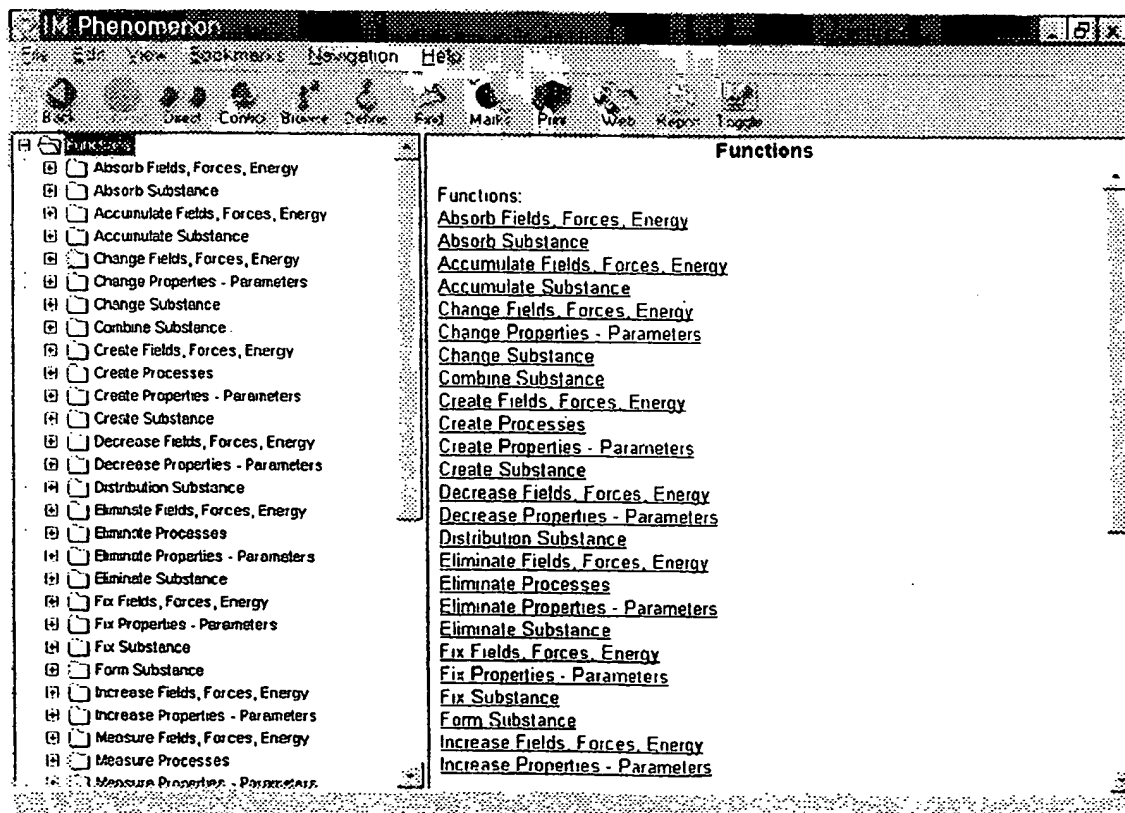 IM Phenomenon
File Edit View Bookmarks Navigation Help
Back Direct Control Browse Define Find Marks Print Web Report Toggle
Functions
Absorb Fields, Forces, Energy
Absorb Substance
Accumulate Fields, Forces, Energy
Accumulate Substance
Change Fields, Forces, Energy
Change Properties - Parameters
Change Substance
Combine Substance
Create Fields, Forces, Energy
Create Processes
Create Properties - Parameters
Create Substance
Decrease Fields, Forces, Energy
Decrease Properties - Parameters
Distribution Substance
Eliminate Fields, Forces, Energy
Eliminate Processes
Eliminate Properties - Parameters
Eliminate Substance
Fix Fields, Forces, Energy
Fix Properties - Parameters
Fix Substance
Form Substance
Increase Fields, Forces, Energy
Increase Properties - Parameters
Measure Fields, Forces, Energy
Measure Processes
Measure Properties - Parameters
Functions
Functions:
Absorb Fields, Forces, Energy
Absorb Substance
Accumulate Fields, Forces, Energy
Accumulate Substance
Change Fields, Forces, Energy
Change Properties - Parameters
Change Substance
Combine Substance
Create Fields, Forces, Energy
Create Processes
Create Properties - Parameters
Create Substance
Decrease Fields, Forces, Energy
Decrease Properties - Parameters
Distribution Substance
Eliminate Fields, Forces, Energy
Eliminate Processes
Eliminate Properties - Parameters
Eliminate Substance
Fix Fields, Forces, Energy
Fix Properties - Parameters
Fix Substance
Form Substance
Increase Fields, Forces, Energy
Increase Properties - Parameters